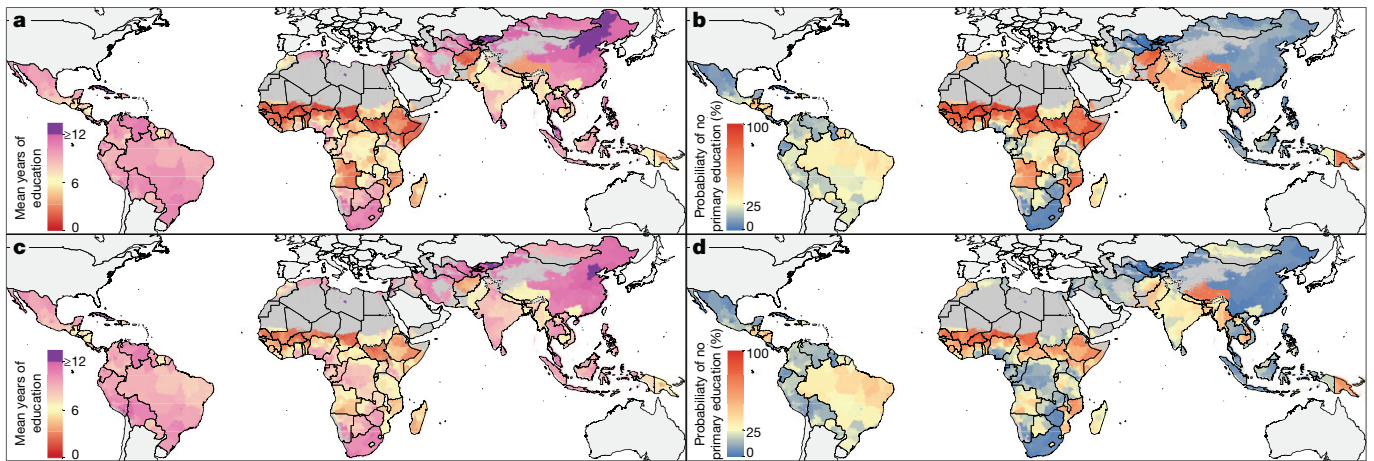 a
Mean years of
education
≥12
6
0
b
Probabiliaty of no
primary education (%)
100
25
0
c
Mean years of
education
≥12
6
0
d
Probabiliaty of no
primary education (%)
100
25
0